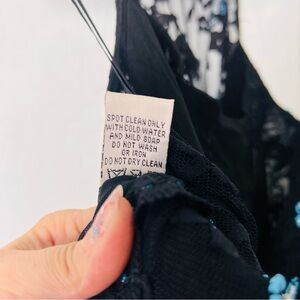 SPOT CLEAN ONLY
WITH COLD WATER
AND MILD SOAP
DO NOT WASH
OR IRON
DO NOT DRY CLEAN